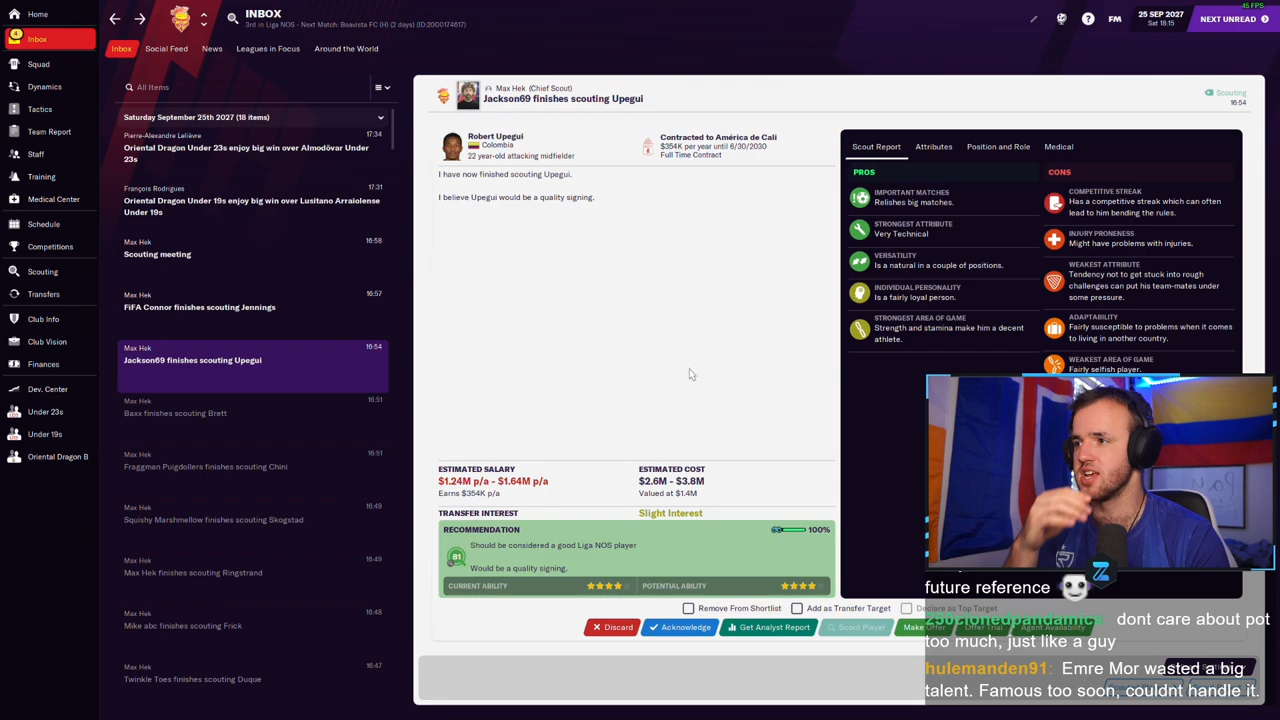 Home
4
Inbox
Squad
Dynamics
Tactics
Team Report
Staff
Training
Medical Center
Schedule
Competitions
Scouting
Transfers
Club Info
Club Vision
Finances
Dev. Center
Under 23s
Under 19s
Oriental Dragon B
INBOX
3rd in Liga NOS - Next Match: Boavista FC (H) (2 days) (ID:2000174617)
45 FPS
FM
25 SEP 2027
Sat 18:15
NEXT UNREAD
Inbox
Social Feed
News
Leagues in Focus
Around the World
All Items
Saturday September 25th 2027 (18 items)
Pierre-Alexandre Lelièvre
17:34
Oriental Dragon Under 23s enjoy big win over Almodôvar Under
23s
François Rodrigues
17:31
Oriental Dragon Under 19s enjoy big win over Lusitano Arraiolense
Under 19s
Max Hek
16:58
Scouting meeting
Max Hek
16:57
FiFA Connor finishes scouting Jennings
Max Hek
16:54
Jackson69 finishes scouting Upegui
Max Hek
16:51
Baxx finishes scouting Brett
Max Hek
16:51
Fraggman Puigdollers finishes scouting Chini
Max Hek
16:49
Squishy Marshmellow finishes scouting Skogstad
Max Hek
16:49
Max Hek finishes scouting Ringstrand
Max Hek
16:48
Mike abc finishes scouting Frick
Max Hek
16:47
Twinkle Toes finishes scouting Duque
Max Hek (Chief Scout)
Jackson69 finishes scouting Upegui
Scouting
16:54
Robert Upegui
Colombia
22 year-old attacking midfielder
Contracted to América de Cali
$354K per year until 6/30/2030
Full Time Contract
I have now finished scouting Upegui.
I believe Upegui would be a quality signing.
ESTIMATED SALARY
$1.24M p/a - $1.64M p/a
Earns $354K p/a
ESTIMATED COST
$2.6M - $3.8M
Valued at $1.4M
TRANSFER INTEREST
Slight Interest
RECOMMENDATION
100%
81
Should be considered a good Liga NOS player
Would be a quality signing.
CURRENT ABILITY
POTENTIAL ABILITY
Scout Report
Attributes
Position and Role
Medical
PROS
IMPORTANT MATCHES
Relishes big matches.
STRONGEST ATTRIBUTE
Very Technical
VERSATILITY
Is a natural in a couple of positions.
INDIVIDUAL PERSONALITY
Is a fairly loyal person.
STRONGEST AREA OF GAME
Strength and stamina make him a decent
athlete.
CONS
COMPETITIVE STREAK
Has a competitive streak which can often
lead to him bending the rules.
INJURY PRONENESS
Might have problems with injuries.
WEAKEST ATTRIBUTE
Tendency not to get stuck into rough
challenges can put his team-mates under
some pressure.
ADAPTABILITY
Fairly susceptible to problems when it comes
to living in another country.
WEAKEST AREA OF GAME
Fairly selfish player.
Remove From Shortlist
Add as Transfer Target
Declare as Top Target
Discard
Acknowledge
Get Analyst Report
Scout Player
Make Offer
Offer Trial
Agent Availability
future reference
250clonedpandamics: dont care about pot
too much, just like a guy
hulemanden91: Emre Mor wasted a big
talent. Famous too soon, couldnt handle it.